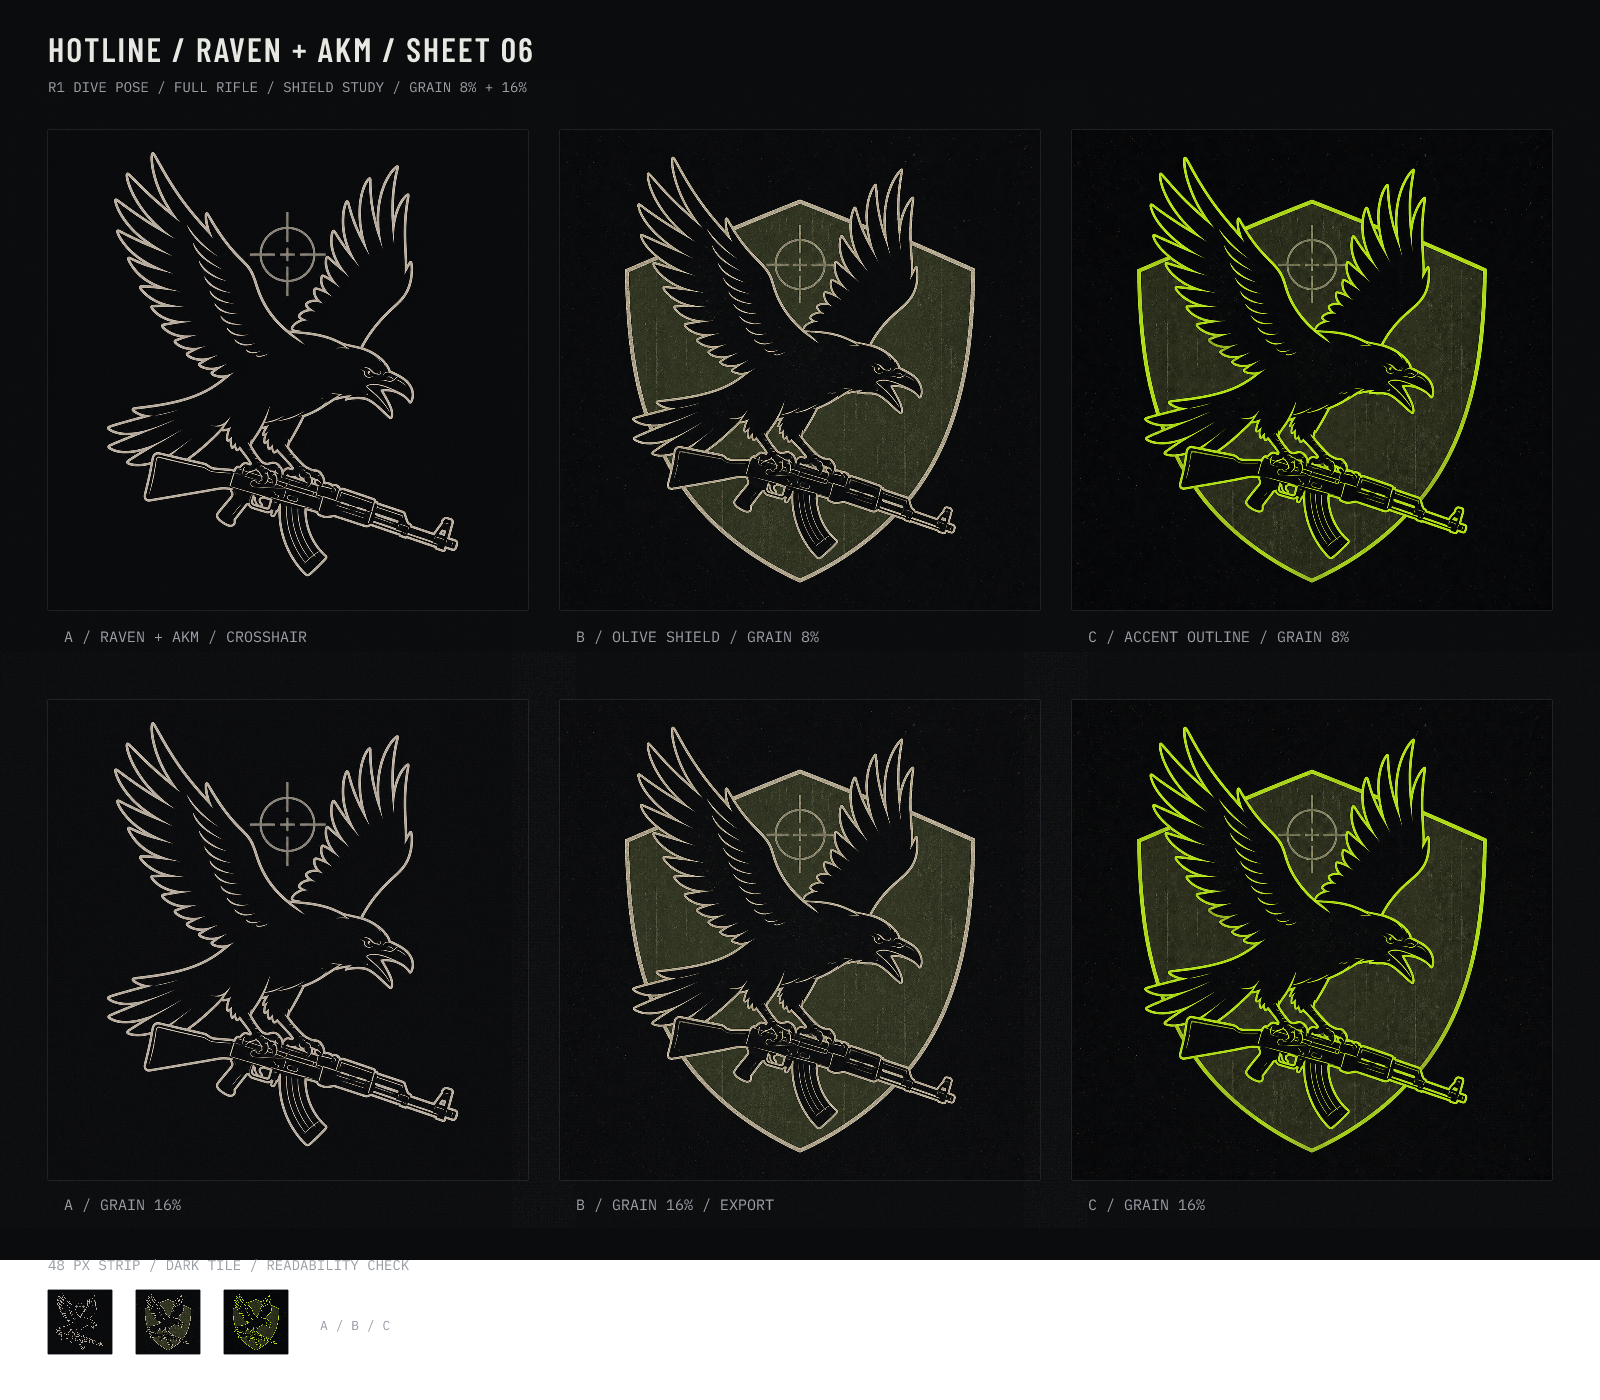 HOTLINE / RAVEN + AKM / SHEET 06
R1 DIVE POSE / FULL RIFLE / SHIELD STUDY / GRAIN 8% + 16%
A / RAVEN + AKM / CROSSHAIR
B / OLIVE SHIELD / GRAIN 8%
C / ACCENT OUTLINE / GRAIN 8%
A / GRAIN 16%
B / GRAIN 16% / EXPORT
C / GRAIN 16%
48 PX STRIP / DARK TILE / READABILITY CHECK
A / B / C